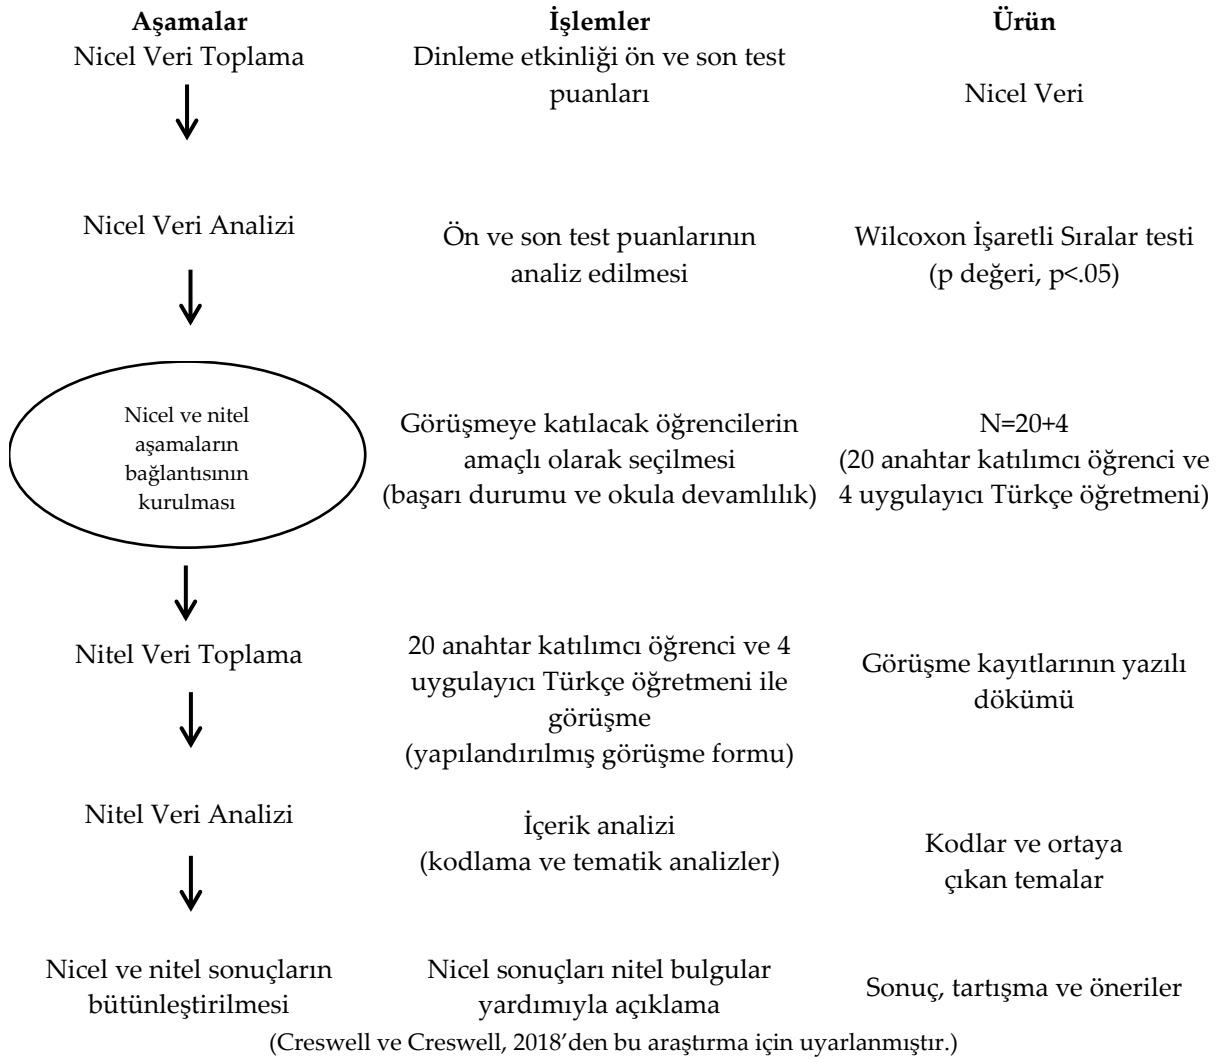 Aşamalar
İşlemler
Ürün
Nicel Veri Toplama
Dinleme etkinliği ön ve son test
puanları
Nicel Veri
Nicel Veri Analizi
Ön ve son test puanlarının
analiz edilmesi
Wilcoxon İşaretli Sıralar testi
(p değeri, p<.05)
Nicel ve nitel
aşamaların
bağlantısının
kurulması
Görüşmeye katılacak öğrencilerin
amaçlı olarak seçilmesi
(başarı durumu ve okula devamlılık)
N=20+4
(20 anahtar katılımcı öğrenci ve
4 uygulayıcı Türkçe öğretmeni)
Nitel Veri Toplama
20 anahtar katılımcı öğrenci ve 4
uygulayıcı Türkçe öğretmeni ile
görüşme
(yapılandırılmış görüşme formu)
Görüşme kayıtlarının yazılı
dökümü
Nitel Veri Analizi
İçerik analizi
(kodlama ve tematik analizler)
Kodlar ve ortaya
çıkan temalar
Nicel ve nitel sonuçların
bütünleştirilmesi
Nicel sonuçları nitel bulgular
yardımıyla açıklama
Sonuç, tartışma ve öneriler
(Creswell ve Creswell, 2018’den bu araştırma için uyarlanmıştır.)